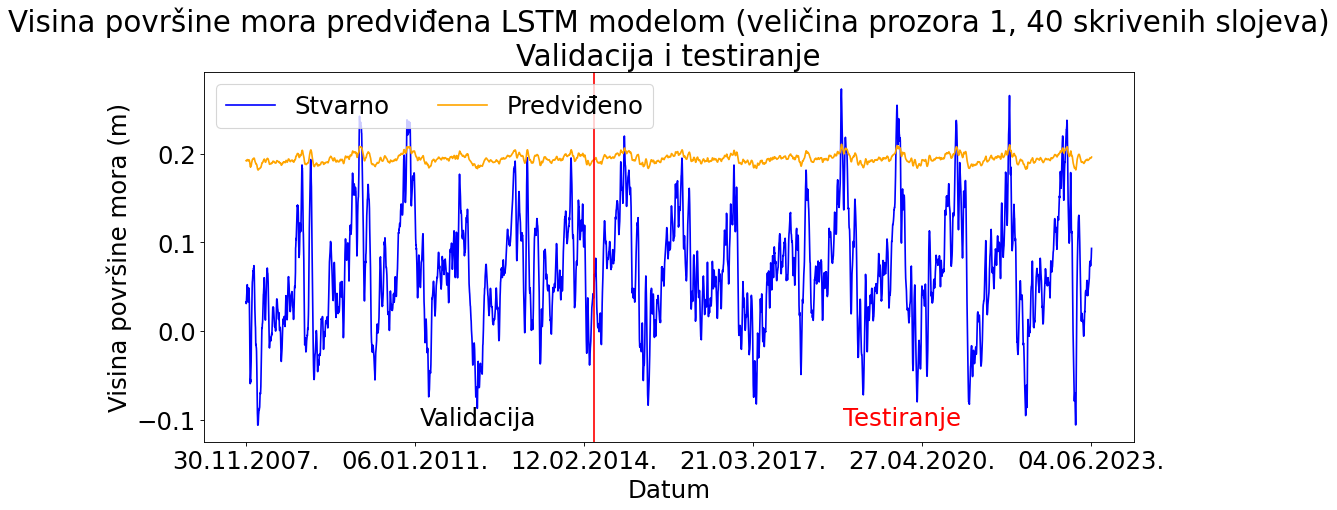 Visina površine mora predviđena LSTM modelom (veličina prozora 1, 40 skrivenih slojeva)
Validacija i testiranje
Stvarno
Predviđeno
Visina površine mora (m)
0.2
0.1
0.0
−0.1
Validacija
Testiranje
30.11.2007.
06.01.2011.
12.02.2014.
21.03.2017.
27.04.2020.
04.06.2023.
Datum